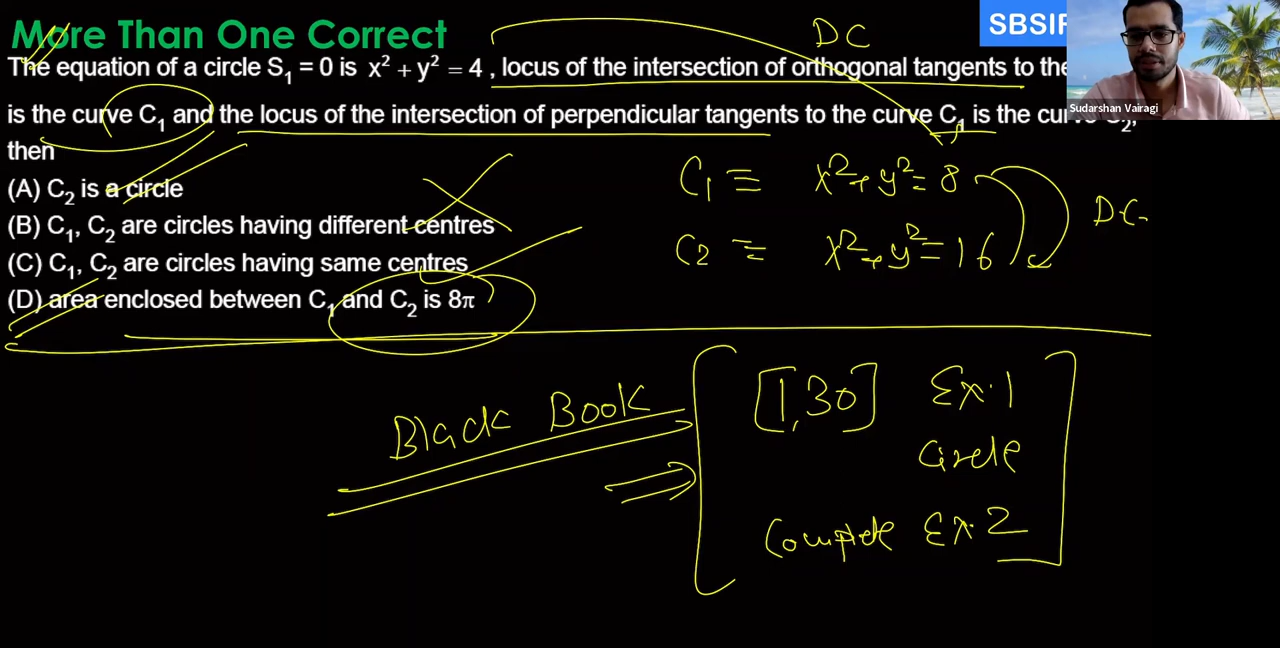 More Than One Correct
DC
SBSIF
The equation of a circle S₁ = 0 is x² + y² = 4 , locus of the intersection of orthogonal tangents to the
Sudarshan Vairagi
is the curve C₁ and the locus of the intersection of perpendicular tangents to the curve C₁ is the C₂,
then
(A) C₂ is a circle
(B) C₁, C₂ are circles having different centres
(C) C₁, C₂ are circles having same centres
(D) area enclosed between C₁ and C₂ is 8π
C₁ ≡ x² + y² = 8
DC
C₂ ≡ x² + y² = 16
Black Book ⇒
[1,30] Ex.1
Circle
Complete Ex.2